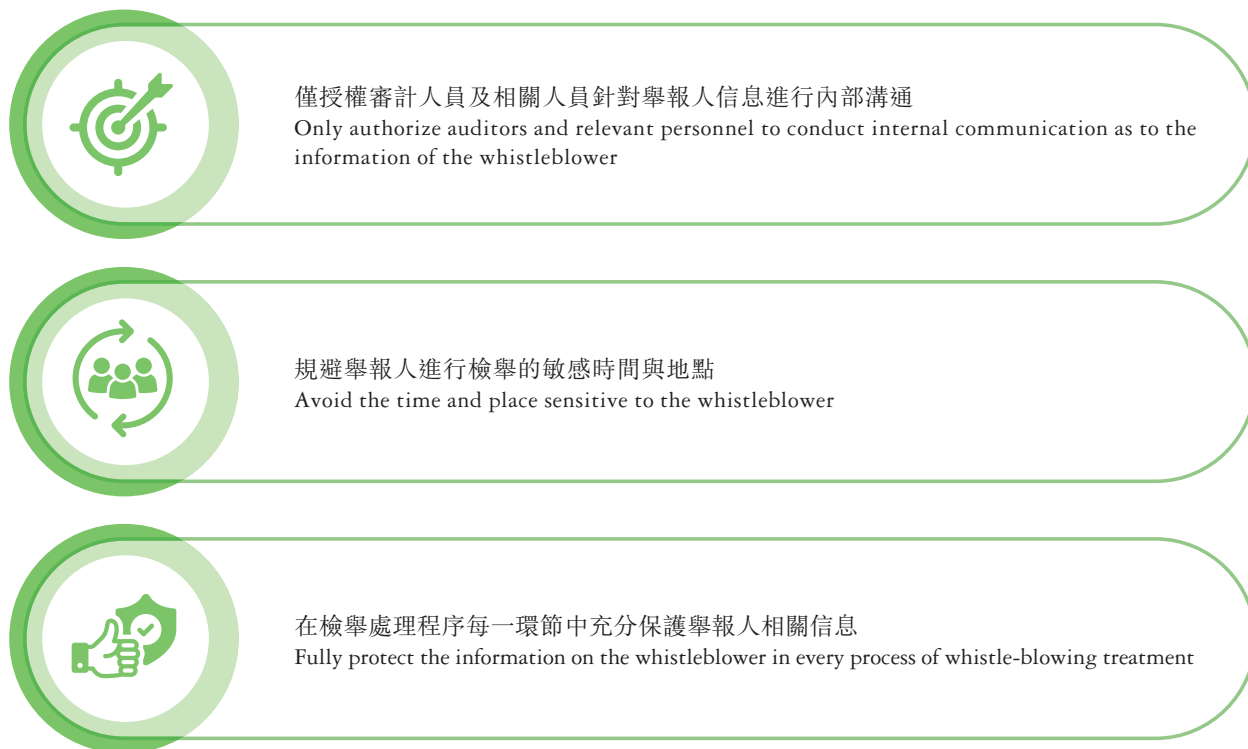 僅授權審計人員及相關人員針對舉報人信息進行內部溝通
Only authorize auditors and relevant personnel to conduct internal communication as to the
information of the whistleblower
規避舉報人進行檢舉的敏感時間與地點
Avoid the time and place sensitive to the whistleblower
在檢舉處理程序每一環節中充分保護舉報人相關信息
Fully protect the information on the whistleblower in every process of whistle-blowing treatment